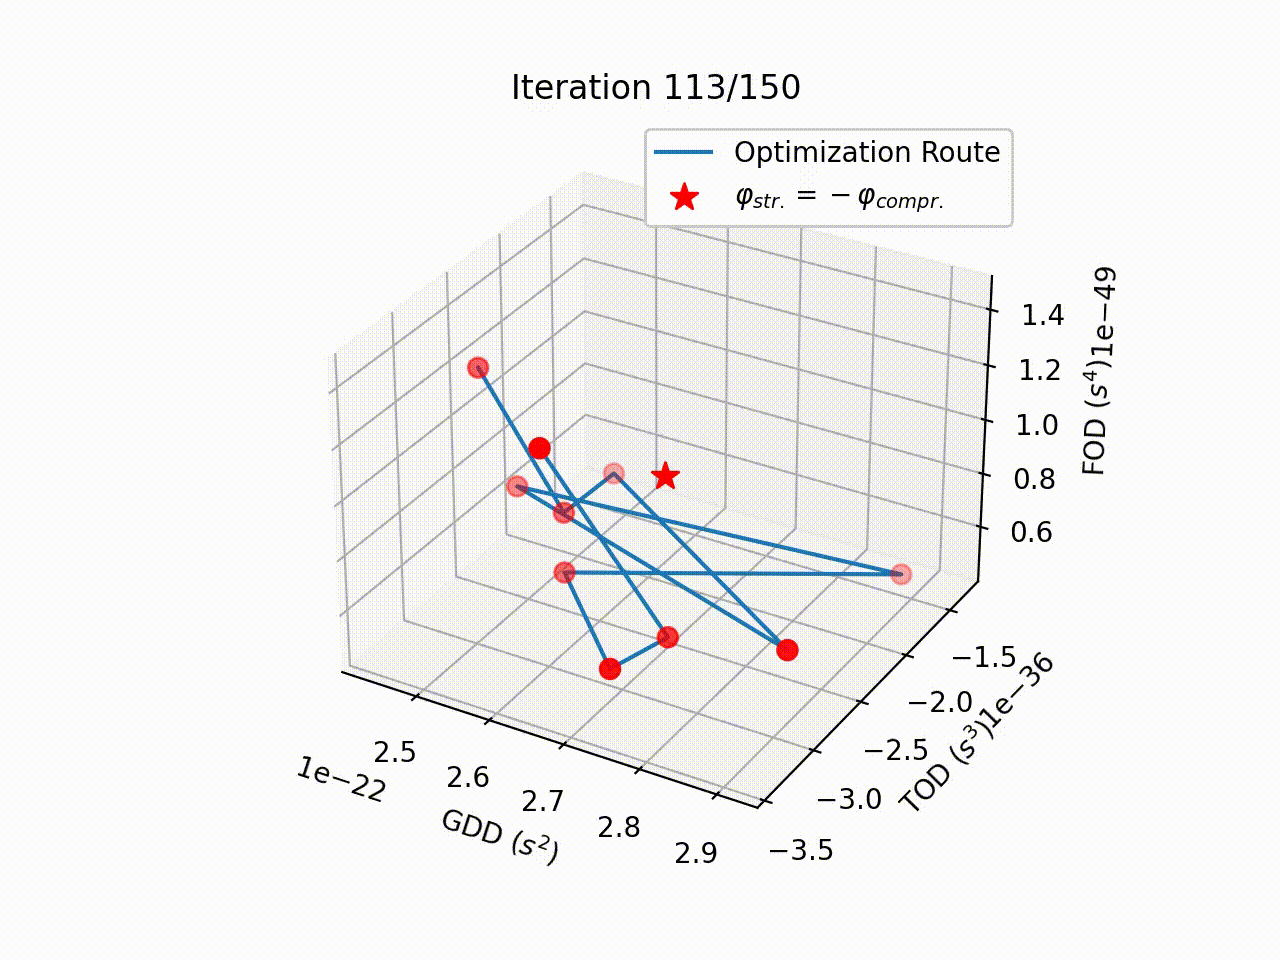 Iteration 113/150
Optimization Route
φstr. = −φcompr.
1.4
1.2
1.0
0.8
0.6
FOD (s⁴)1e−49
−1.5
−2.0
−2.5
−3.0
−3.5
TOD (s³)1e−36
2.5
2.6
2.7
2.8
2.9
1e−22
GDD (s²)